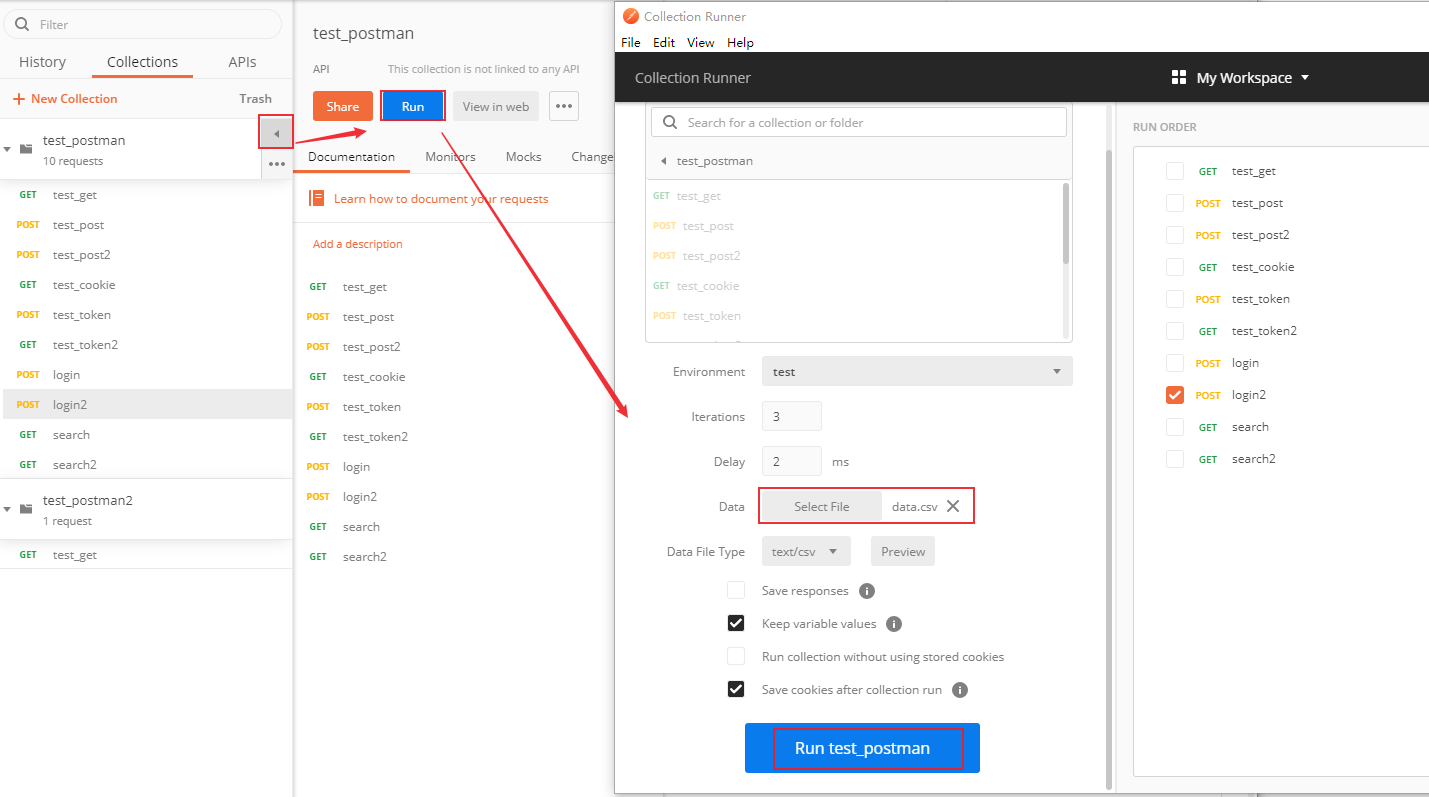 Filter
History Collections APIs
+ New Collection Trash
test_postman
10 requests
GET test_get
POST test_post
POST test_post2
GET test_cookie
POST test_token
GET test_token2
POST login
POST login2
GET search
GET search2
test_postman2
1 request
GET test_get
test_postman
API This collection is not linked to any API
Share Run View in web
Documentation Monitors Mocks Change
Learn how to document your requests
Add a description
GET test_get
POST test_post
POST test_post2
GET test_cookie
POST test_token
GET test_token2
POST login
POST login2
GET search
GET search2
Collection Runner
File Edit View Help
Collection Runner My Workspace
Search for a collection or folder
test_postman
GET test_get
POST test_post
POST test_post2
GET test_cookie
POST test_token
Environment test
Iterations 3
Delay 2 ms
Data Select File data.csv
Data File Type text/csv Preview
Save responses
Keep variable values
Run collection without using stored cookies
Save cookies after collection run
Run test_postman
RUN ORDER
GET test_get
POST test_post
POST test_post2
GET test_cookie
POST test_token
GET test_token2
POST login
POST login2
GET search
GET search2